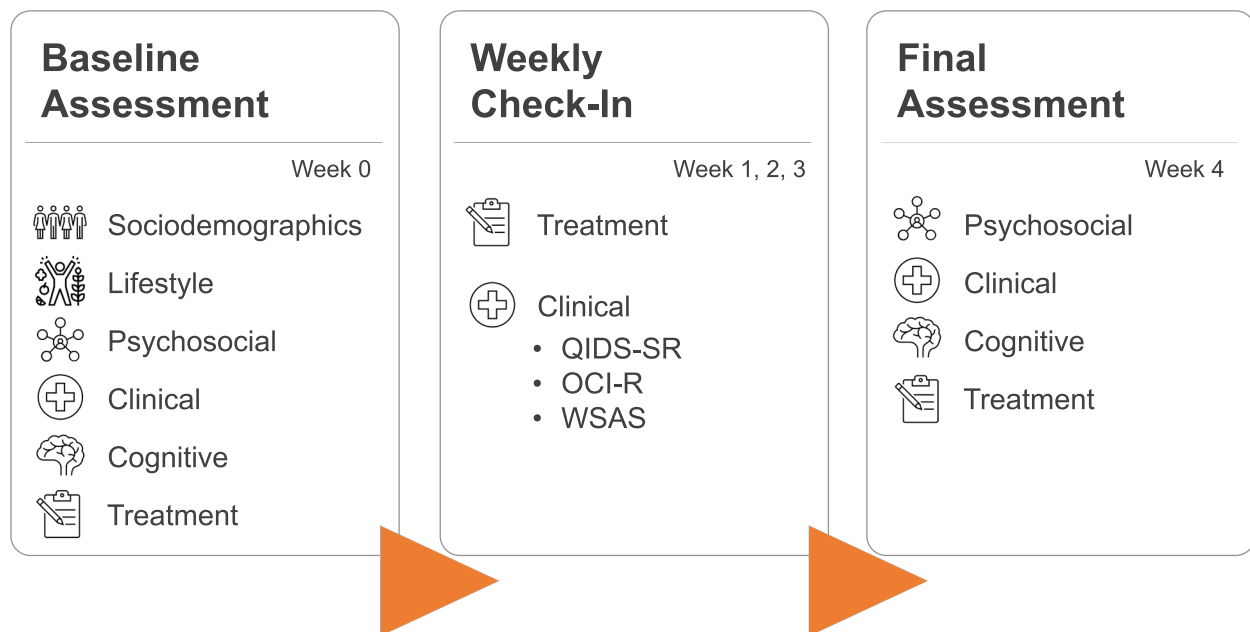 Baseline
Assessment
Week 0
Sociodemographics
Lifestyle
Psychosocial
Clinical
Cognitive
Treatment
Weekly
Check-In
Week 1, 2, 3
Treatment
Clinical
• QIDS-SR
• OCI-R
• WSAS
Final
Assessment
Week 4
Psychosocial
Clinical
Cognitive
Treatment